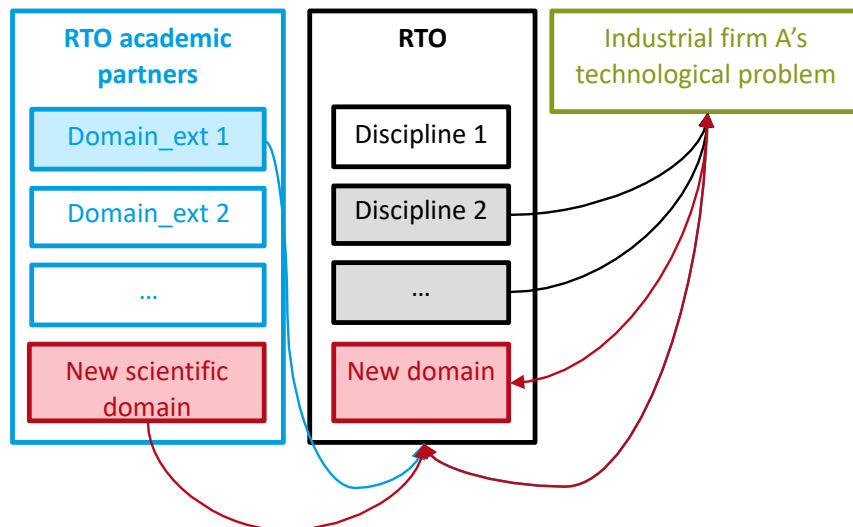 RTO academic
partners
Domain_ext 1
Domain_ext 2
...
New scientific
domain
RTO
Discipline 1
Discipline 2
...
New domain
Industrial firm A's
technological problem